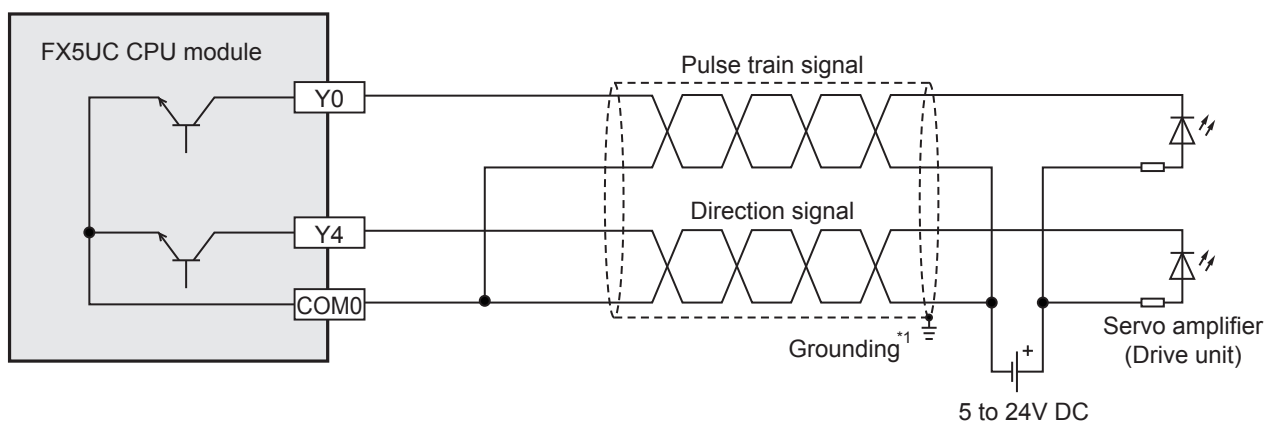 FX5UC CPU module
Pulse train signal
Y0
Direction signal
Y4
COM0
Grounding*1
Servo amplifier
(Drive unit)
+
5 to 24V DC